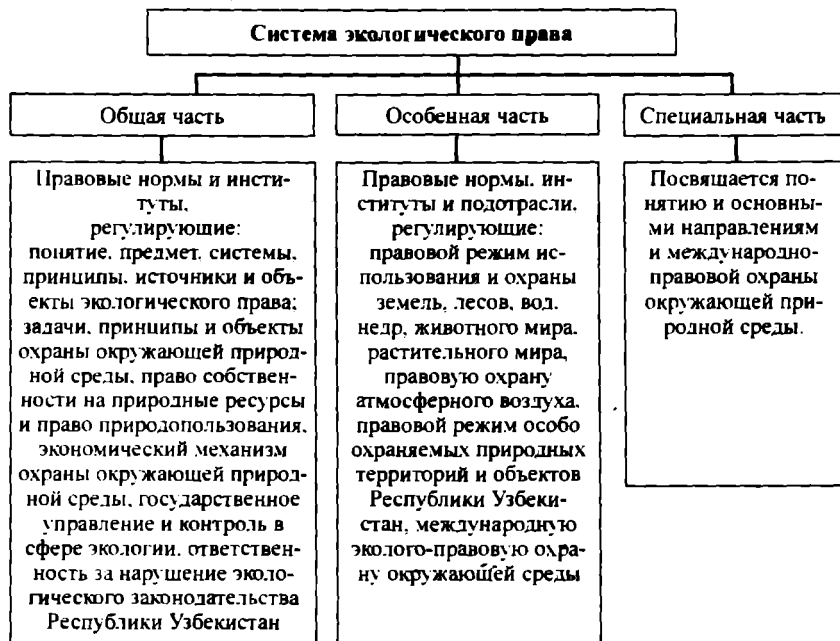 Система экологического права
Общая часть
Особенная часть
Специальная часть
Правовые нормы и инсти-
туты,
регулирующие:
понятие, предмет, системы,
принципы, источники и объ-
екты экологического права;
задачи, принципы и объекты
охраны окружающей природ-
ной среды, право собствен-
ности на природные ресурсы
и право природопользования,
экономический механизм
охраны окружающей природ-
ной среды, государственное
управление и контроль в
сфере экологии, ответствен-
ность за нарушение эколо-
гического законодательства
Республики Узбекистан
Правовые нормы, ин-
ституты и подотрасли,
регулирующие:
правовой режим ис-
пользования и охраны
земель, лесов, вод,
недр, животного мира,
растительного мира,
правовую охрану
атмосферного воздуха,
правовой режим особо
охраняемых природных
территорий и объектов
Республики Узбеки-
стан, международную
эколого-правовую охра-
ну окружающей среды
Посвящается по-
нятию и основны-
ми направлениям
и международно-
правовой охраны
окружающей при-
родной среды.